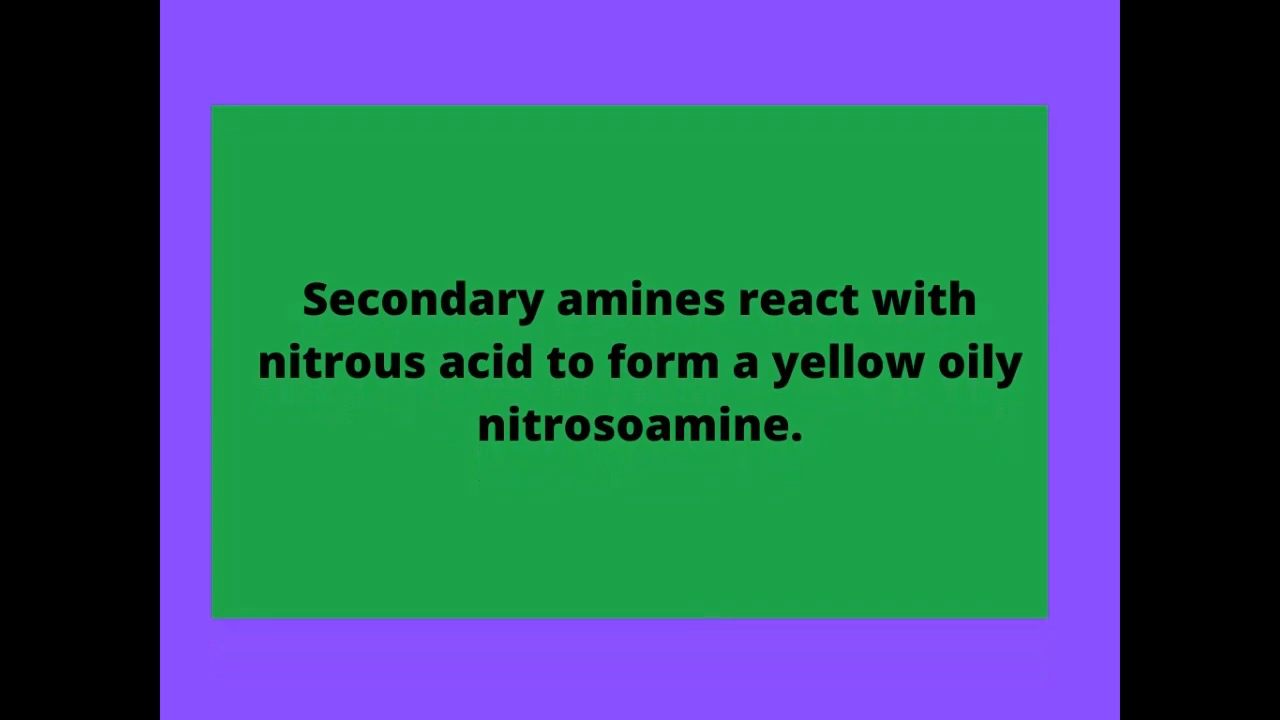 Secondary amines react with
nitrous acid to form a yellow oily
nitrosoamine.